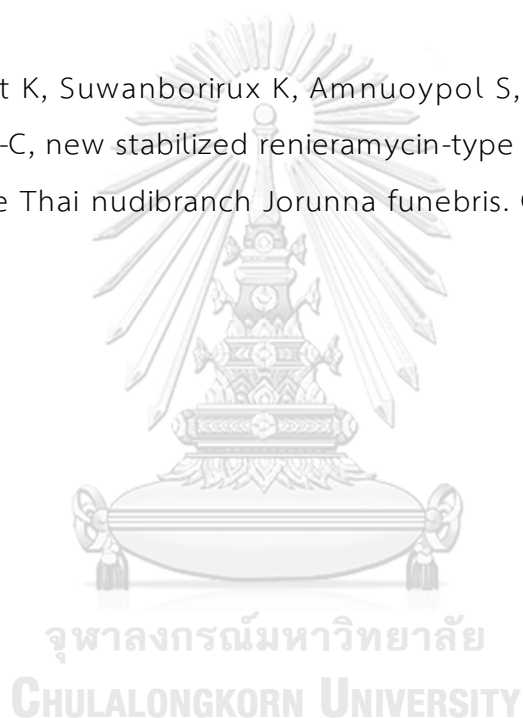 t K, Suwanborirux K, Amnuoypol S,
-C, new stabilized renieramycin-type
e Thai nudibranch Jorunna funebris.
จุฬาลงกรณ์มหาวิทยาลัย
CHULALONGKORN UNIVERSITY